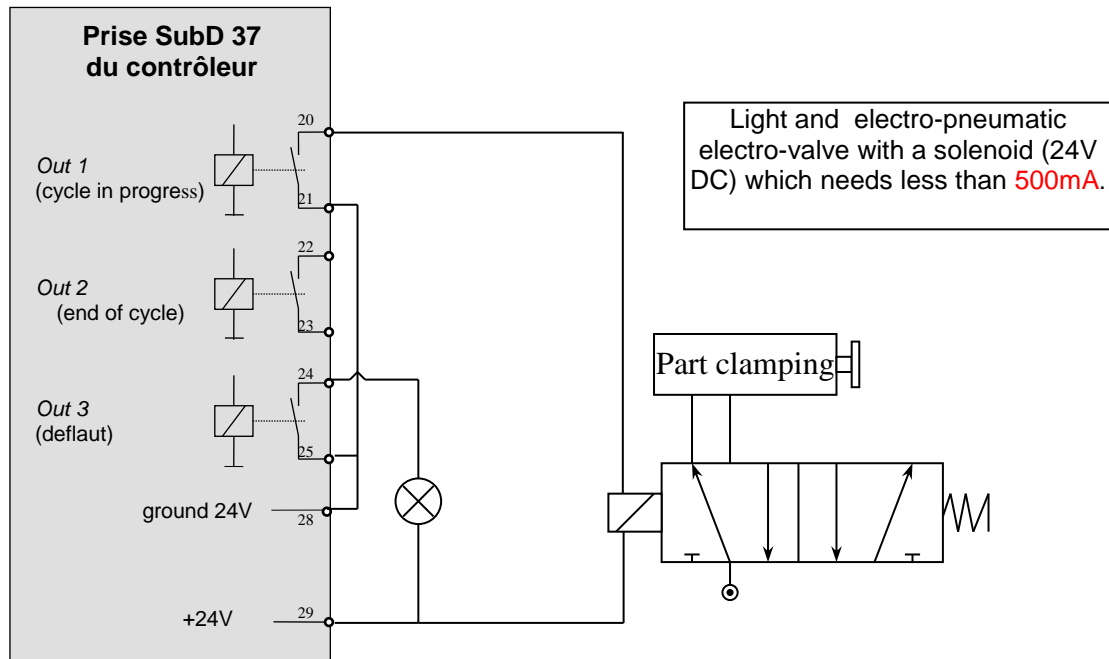 Prise SubD 37
du contrôleur
20
Out 1
(cycle in progress)
21
22
Out 2
(end of cycle)
23
24
Out 3
(deflaut)
25
ground 24V
28
+24V
29
Light and electro-pneumatic
electro-valve with a solenoid (24V
DC) which needs less than 500mA.
Part clamping